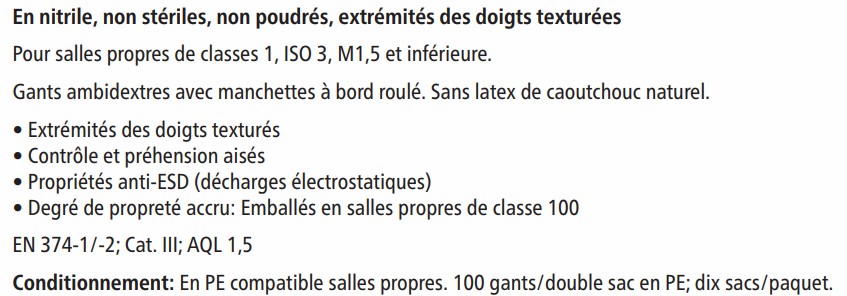 En nitrile, non stériles, non poudrés, extrémités des doigts texturées
Pour salles propres de classes 1, ISO 3, M1,5 et inférieure.
Gants ambidextres avec manchettes à bord roulé. Sans latex de caoutchouc naturel.
• Extrémités des doigts texturés
• Contrôle et préhension aisés
• Propriétés anti-ESD (décharges électrostatiques)
• Degré de propreté accru: Emballés en salles propres de classe 100
EN 374-1/-2; Cat. III; AQL 1,5
Conditionnement: En PE compatible salles propres. 100 gants/double sac en PE; dix sacs/paquet.